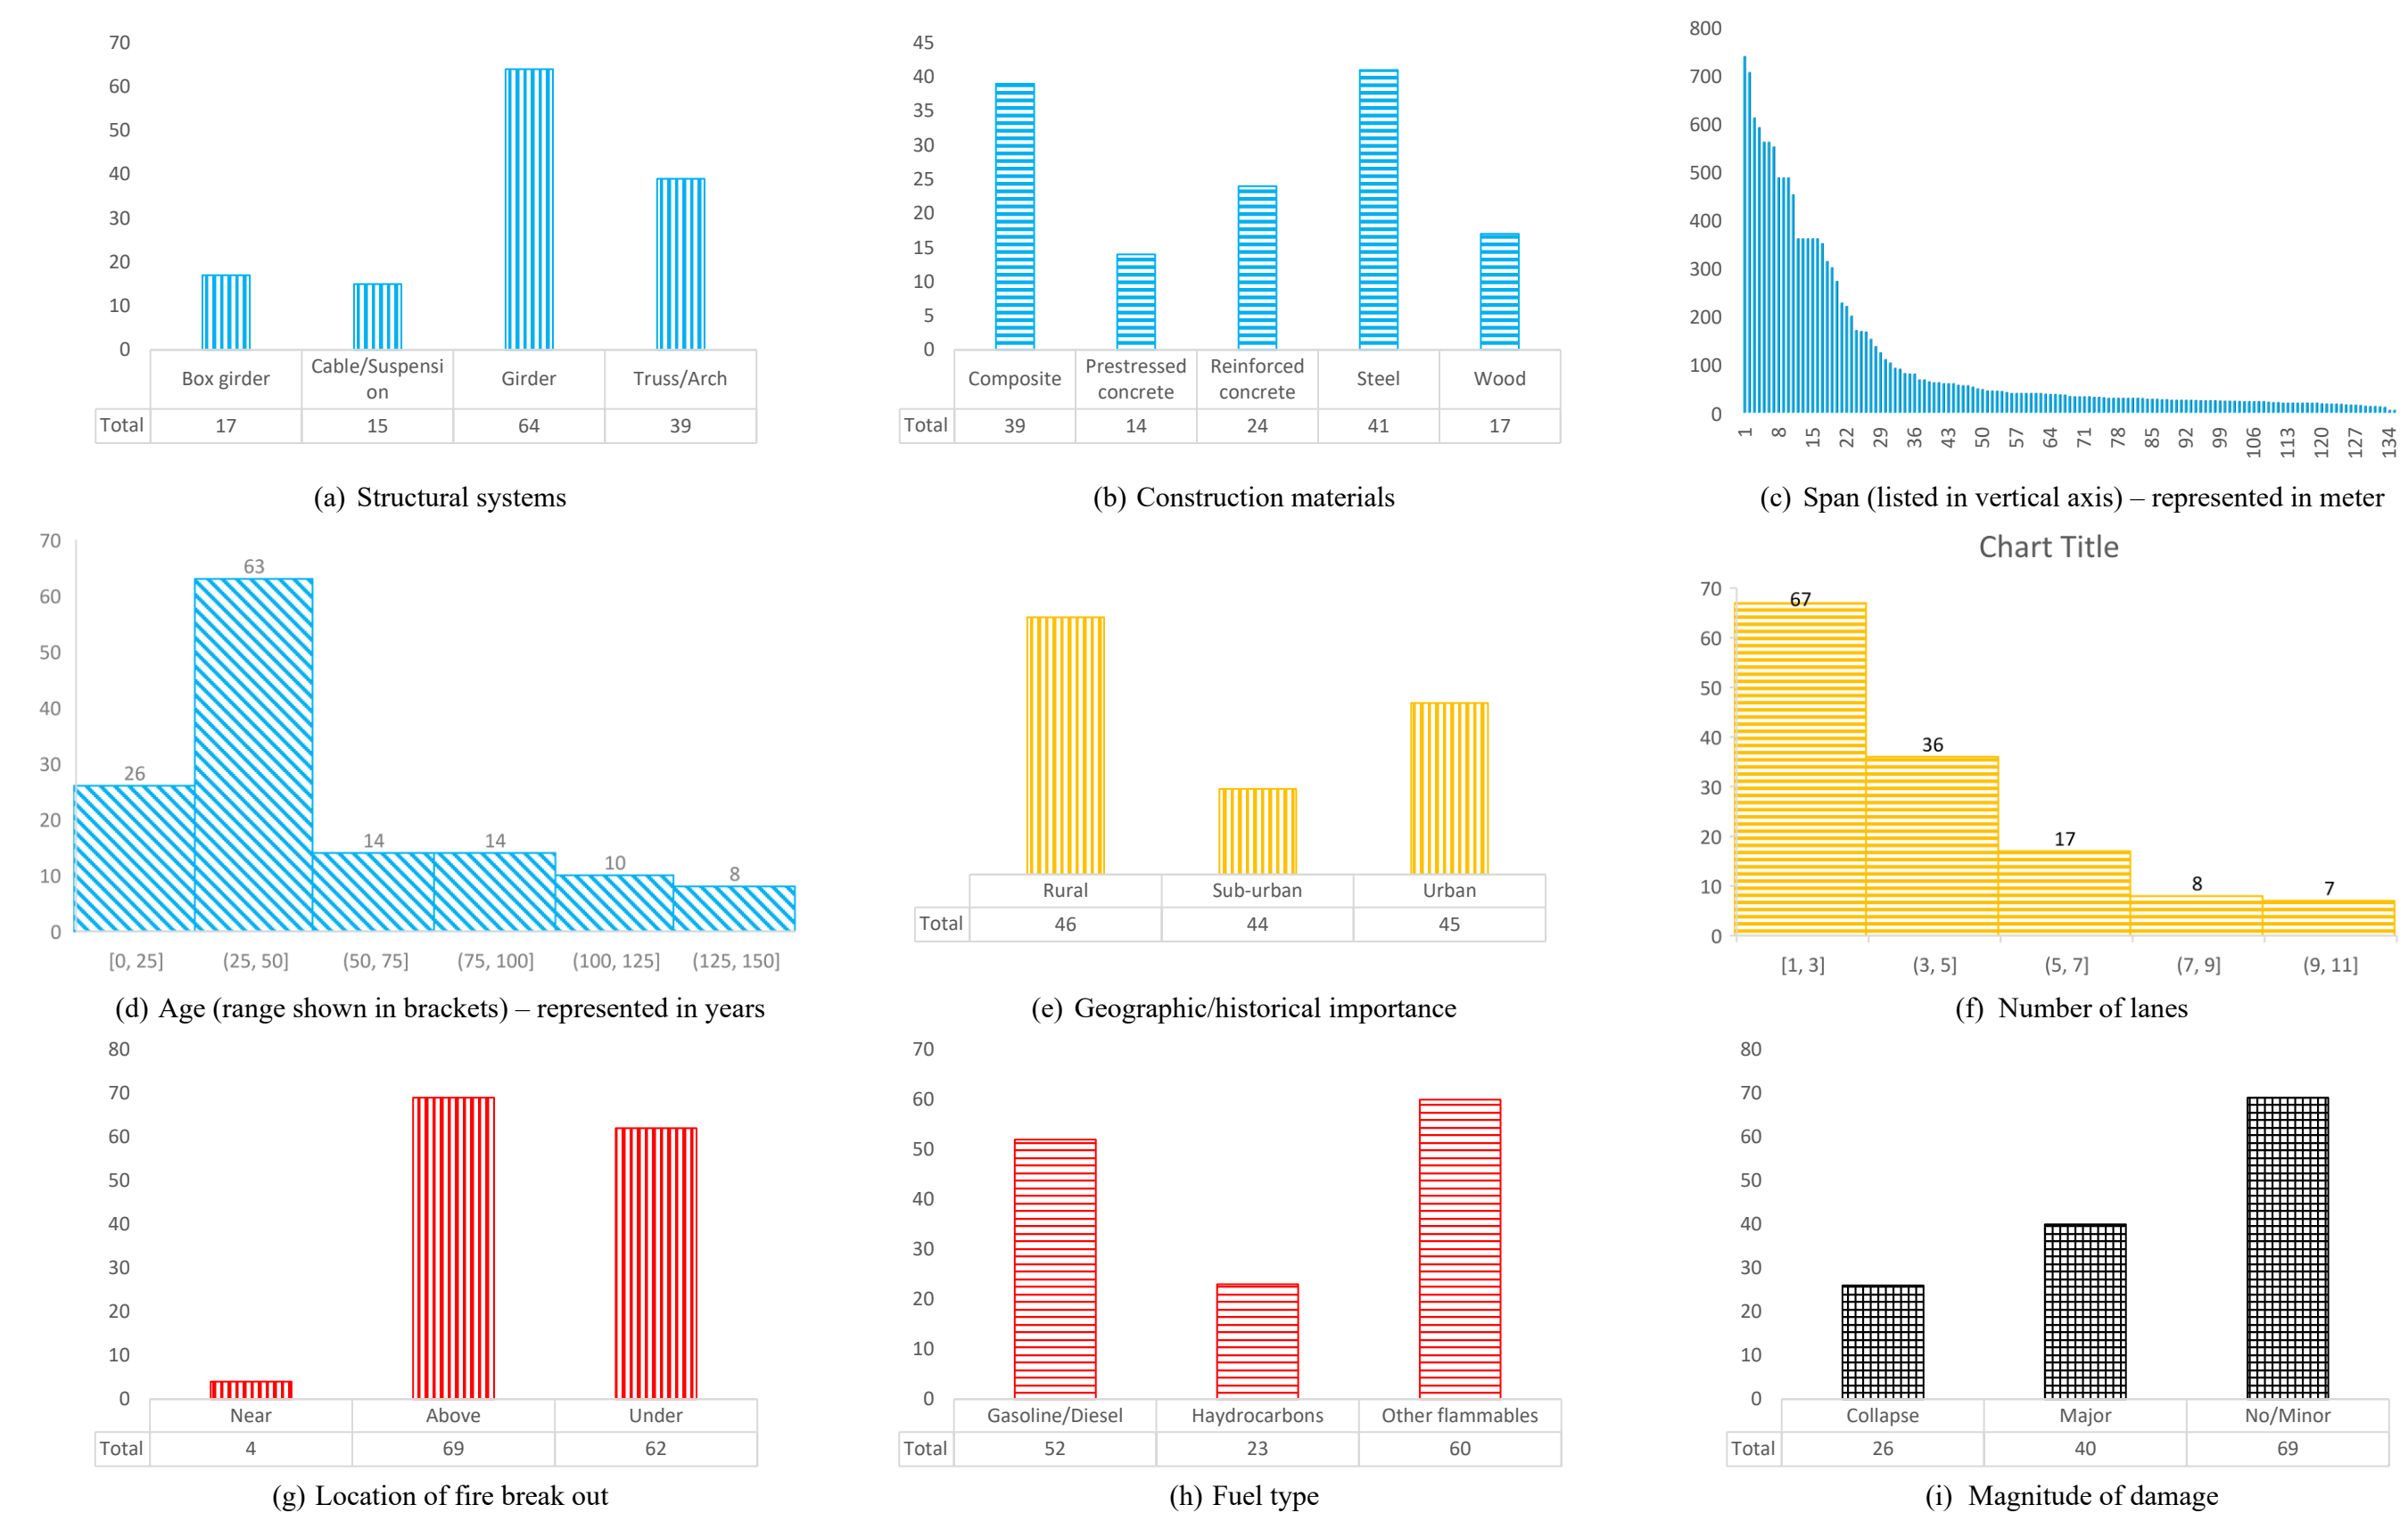 70
60
50
40
30
20
10
0
Box girder
Cable/Suspensi
on
Girder
Truss/Arch
Total 17 15 64 39
(a) Structural systems
45
40
35
30
25
20
15
10
5
0
Composite
Prestressed
concrete
Reinforced
concrete
Steel
Wood
Total 39 14 24 41 17
(b) Construction materials
800
700
600
500
400
300
200
100
0
1 8 15 22 29 36 43 50 57 64 71 78 85 92 99 106 113 120 127 134
(c) Span (listed in vertical axis) – represented in meter
70
60
50
40
30
20
10
0
26 63 14 14 10 8
[0, 25] (25, 50] (50, 75] (75, 100] (100, 125] (125, 150]
(d) Age (range shown in brackets) – represented in years
Rural Sub-urban Urban
Total 46 44 45
(e) Geographic/historical importance
Chart Title
70
60
50
40
30
20
10
0
67 36 17 8 7
[1, 3] (3, 5] (5, 7] (7, 9] (9, 11]
(f) Number of lanes
80
70
60
50
40
30
20
10
0
Near Above Under
Total 4 69 62
(g) Location of fire break out
70
60
50
40
30
20
10
0
Gasoline/Diesel Haydrocarbons Other flammables
Total 52 23 60
(h) Fuel type
80
70
60
50
40
30
20
10
0
Collapse Major No/Minor
Total 26 40 69
(i) Magnitude of damage